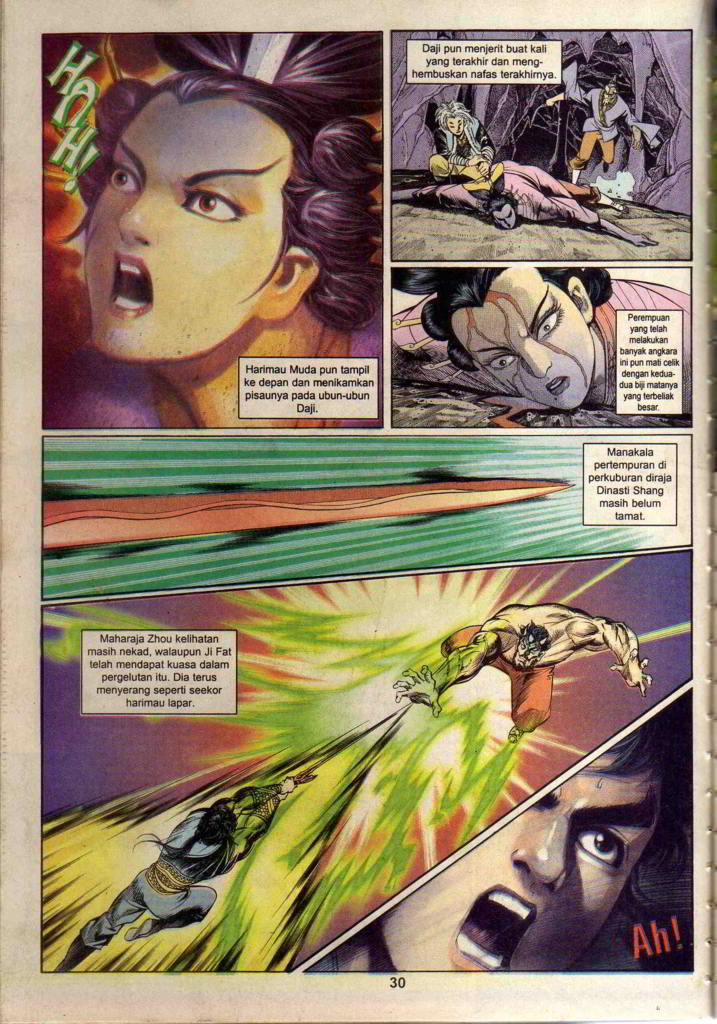 HAH!
Harimau Muda pun tampil
ke depan dan menikamkan
pisaunya pada ubun-ubun
Daji.
Daji pun menjerit buat kali
yang terakhir dan meng-
hembuskan nafas terakhirnya.
Perempuan
yang telah
melakukan
banyak angkara
ini pun mati celik
dengan kedua-
dua biji matanya
yang terbeliak
besar.
Manakala
pertempuran di
perkuburan diraja
Dinasti Shang
masih belum
tamat.
Maharaja Zhou kelihatan
masih nekad, walaupun Ji Fat
telah mendapat kuasa dalam
pergelutan itu. Dia terus
menyerang seperti seekor
harimau lapar.
Ah!
30